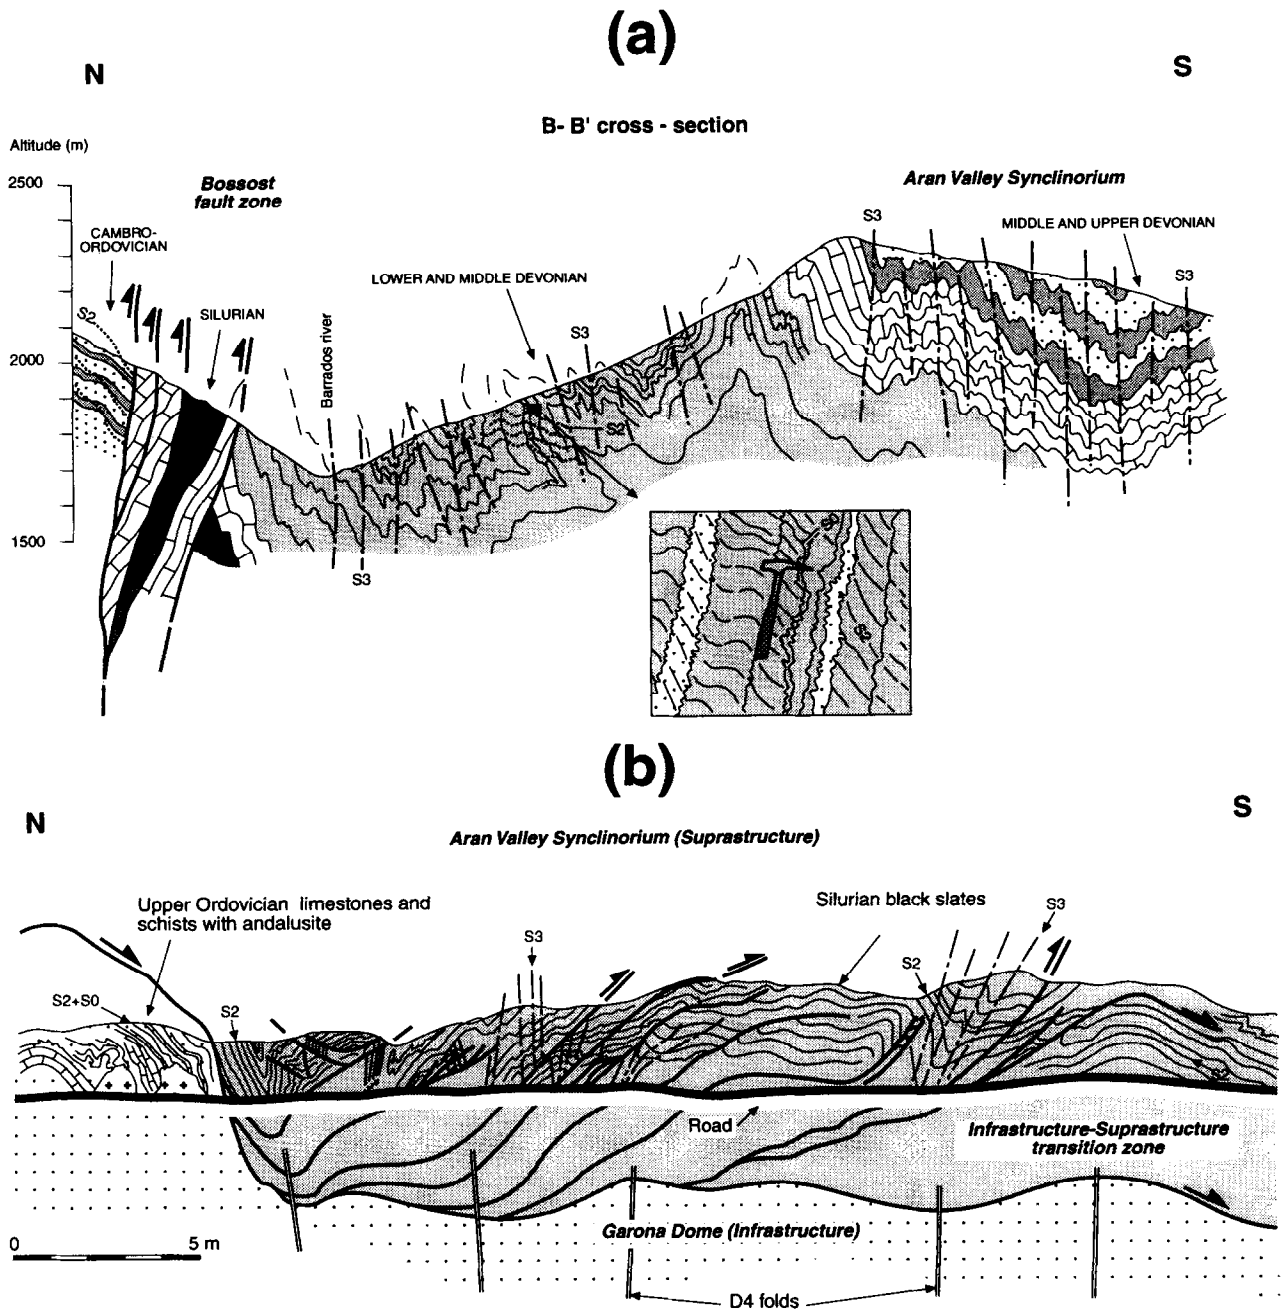 (a)
N
S
B- B' cross - section
Altitude (m)
2500
2000
1500
Bossost
fault zone
Aran Valley Synclinorium
CAMBRO-
ORDOVICIAN
S2
SILURIAN
LOWER AND MIDDLE DEVONIAN
Barrados river
S3
S3
MIDDLE AND UPPER DEVONIAN
S3
S2
S3
S0
S2
(b)
N
S
Aran Valley Synclinorium (Suprastructure)
Upper Ordovician limestones and
schists with andalusite
Silurian black slates
S3
S3
S2+S0
S2
S2
S2
Road
Infrastructure-Suprastructure
transition zone
Garona Dome (Infrastructure)
0
5 m
D4 folds